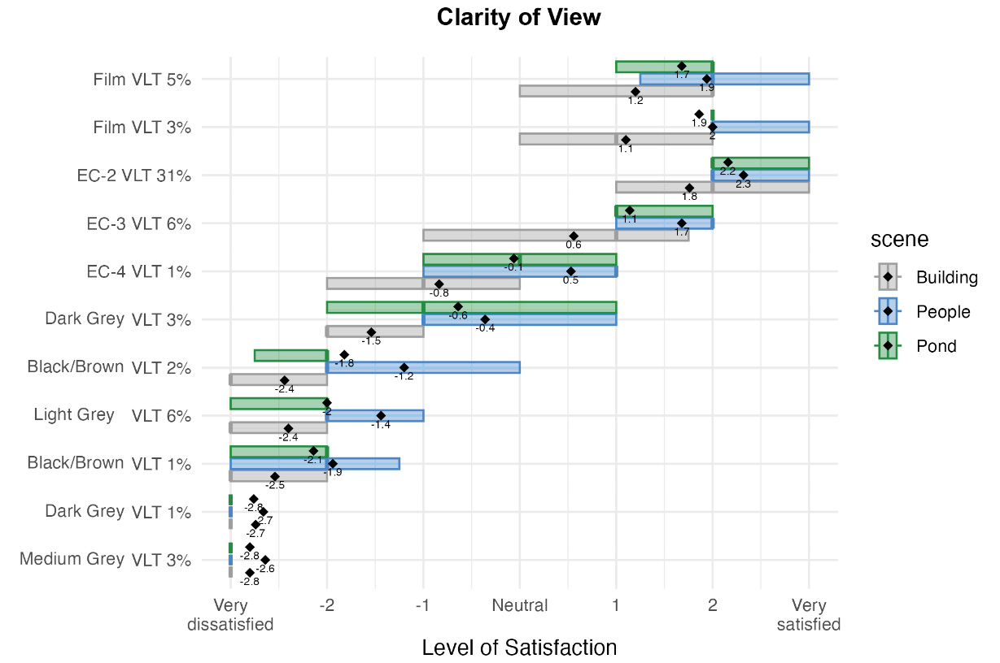 Clarity of View
Film VLT 5%
1.7
1.9
1.2
Film VLT 3%
1.9
2
1.1
EC-2 VLT 31%
2.2
2.3
1.8
EC-3 VLT 6%
1.1
1.7
0.6
EC-4 VLT 1%
-0.1
0.5
-0.8
Dark Grey VLT 3%
-0.6
-0.4
-1.5
Black/Brown VLT 2%
-1.8
-1.2
-2.4
Light Grey VLT 6%
-2
-1.4
-2.4
Black/Brown VLT 1%
-2.1
-1.9
-2.5
Dark Grey VLT 1%
-2.8
-2.7
-2.7
Medium Grey VLT 3%
-2.8
-2.6
-2.8
Very dissatisfied
-2
-1
Neutral
1
2
Very satisfied
Level of Satisfaction
scene
Building
People
Pond